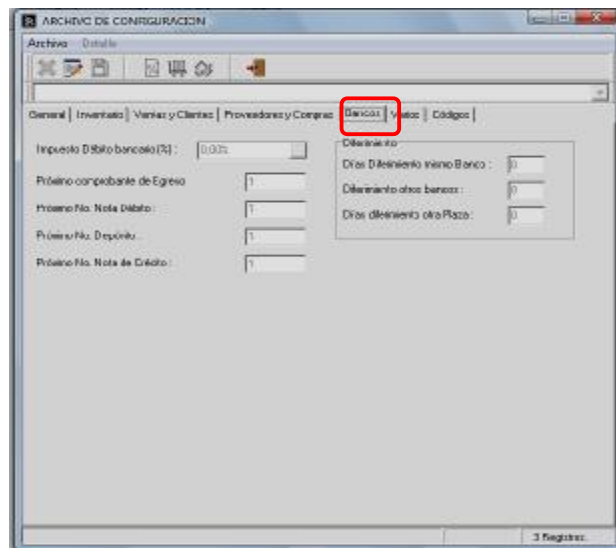 ARCHIVO DE CONFIGURACION
Archivo Detalle
General Inventario Ventas y Clientes Proveedores y Compras Bancos Varios Códigos
Impuesto Débito bancario (%) : 0,00%
Próximo comprobante de Egreso 1
Próximo No. Nota Débito : 1
Próximo No. Depósito : 1
Próximo No. Nota de Crédito : 1
Diferimiento
Días Diferimiento mismo Banco : 0
Diferimiento otros bancos : 0
Días diferimiento otra Plaza : 0
3 Registros